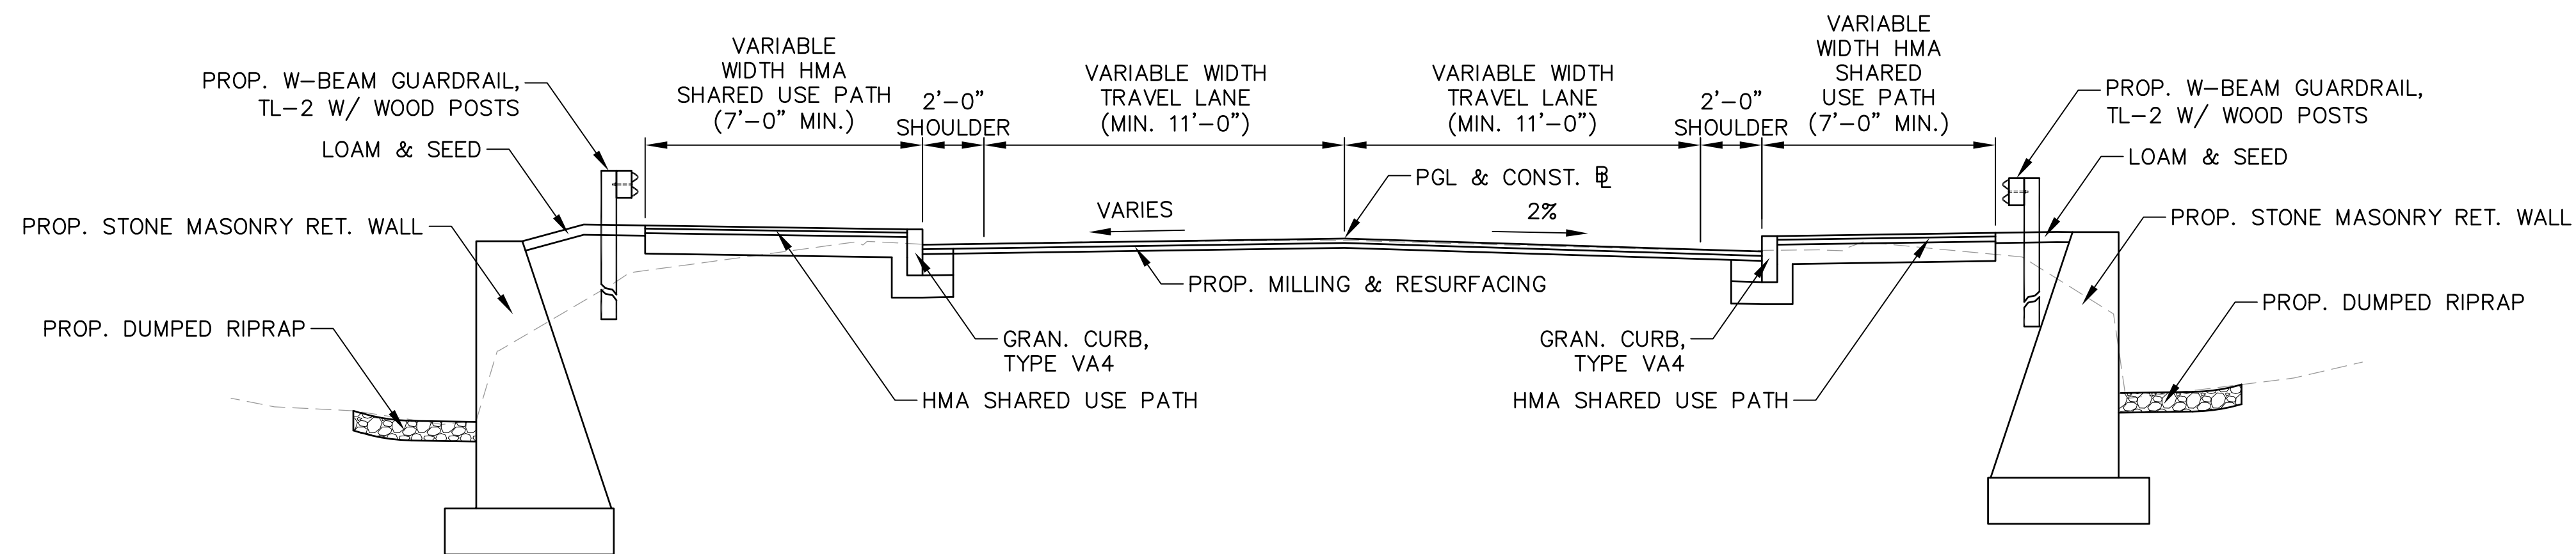 PROP. W-BEAM GUARDRAIL,
TL-2 W/ WOOD POSTS
LOAM & SEED
PROP. STONE MASONRY RET. WALL
PROP. DUMPED RIPRAP
VARIABLE
WIDTH HMA
SHARED USE PATH
(7'-0" MIN.)
2'-0"
SHOULDER
VARIABLE WIDTH
TRAVEL LANE
(MIN. 11'-0")
VARIABLE WIDTH
TRAVEL LANE
(MIN. 11'-0")
2'-0"
SHOULDER
VARIABLE
WIDTH HMA
SHARED
USE PATH
(7'-0" MIN.)
PROP. W-BEAM GUARDRAIL,
TL-2 W/ WOOD POSTS
LOAM & SEED
PROP. STONE MASONRY RET. WALL
PROP. DUMPED RIPRAP
VARIES
PGL & CONST. BL
2%
PROP. MILLING & RESURFACING
GRAN. CURB,
TYPE VA4
HMA SHARED USE PATH
GRAN. CURB,
TYPE VA4
HMA SHARED USE PATH